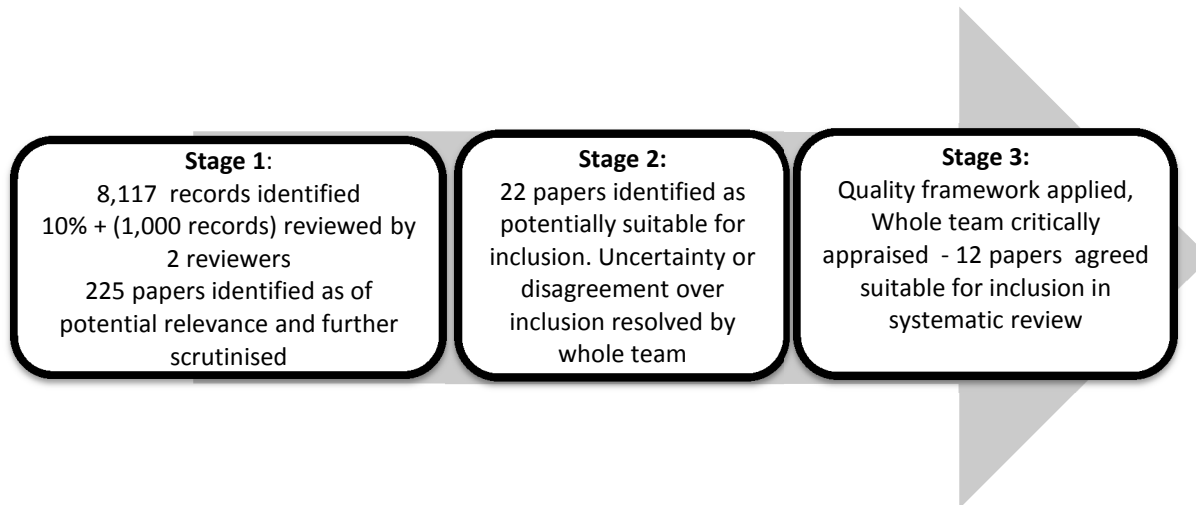 Stage 1:
8,117 records identified
10% + (1,000 records) reviewed by
2 reviewers
225 papers identified as of
potential relevance and further
scrutinised
Stage 2:
22 papers identified as
potentially suitable for
inclusion. Uncertainty or
disagreement over
inclusion resolved by
whole team
Stage 3:
Quality framework applied,
Whole team critically
appraised - 12 papers agreed
suitable for inclusion in
systematic review